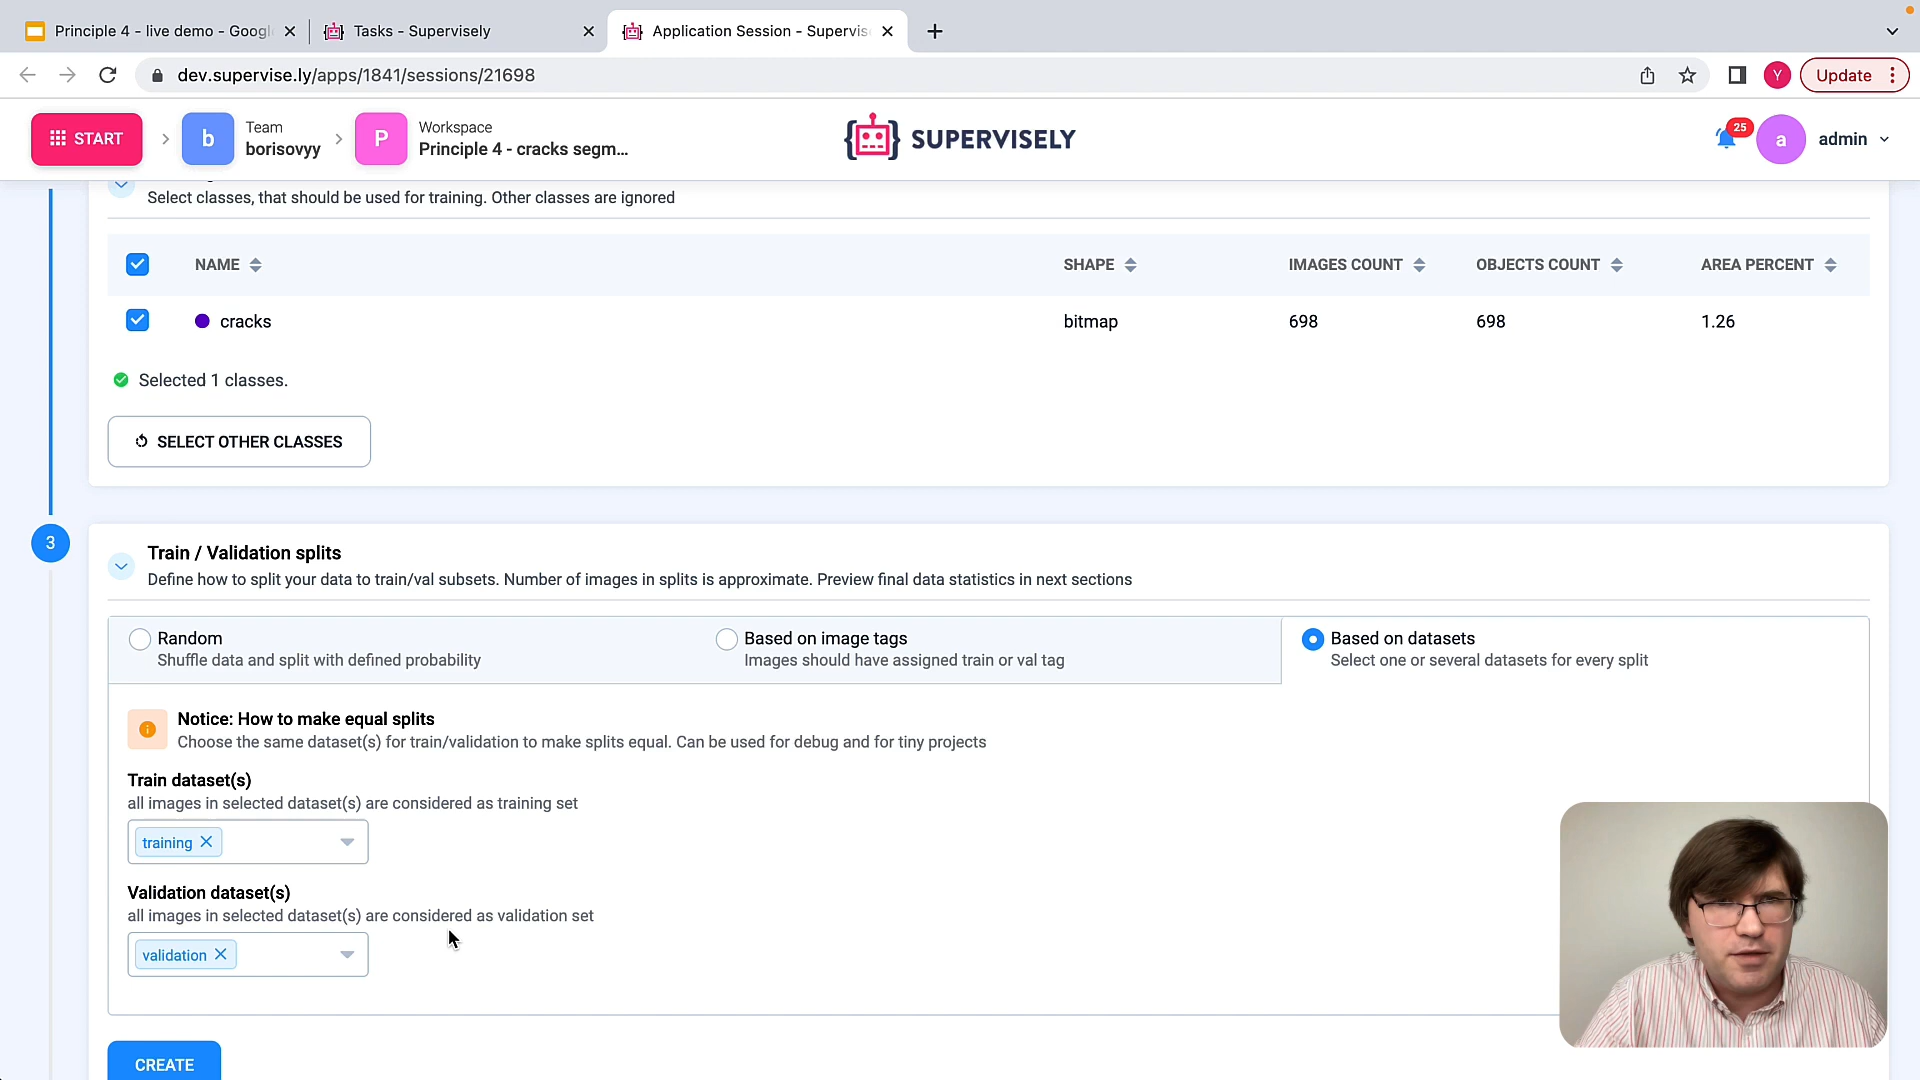 Principle 4 - live demo - Googl
Tasks - Supervisely
Application Session - Supervis
dev.supervise.ly/apps/1841/sessions/21698
Y
Update
START
b
Team
borisovyy
P
Workspace
Principle 4 - cracks segm...
SUPERVISELY
25
a
admin
Select classes, that should be used for training. Other classes are ignored
NAME
SHAPE
IMAGES COUNT
OBJECTS COUNT
AREA PERCENT
cracks
bitmap
698
698
1.26
Selected 1 classes.
SELECT OTHER CLASSES
3
Train / Validation splits
Define how to split your data to train/val subsets. Number of images in splits is approximate. Preview final data statistics in next sections
Random
Shuffle data and split with defined probability
Based on image tags
Images should have assigned train or val tag
Based on datasets
Select one or several datasets for every split
Notice: How to make equal splits
Choose the same dataset(s) for train/validation to make splits equal. Can be used for debug and for tiny projects
Train dataset(s)
all images in selected dataset(s) are considered as training set
training
Validation dataset(s)
all images in selected dataset(s) are considered as validation set
validation
CREATE